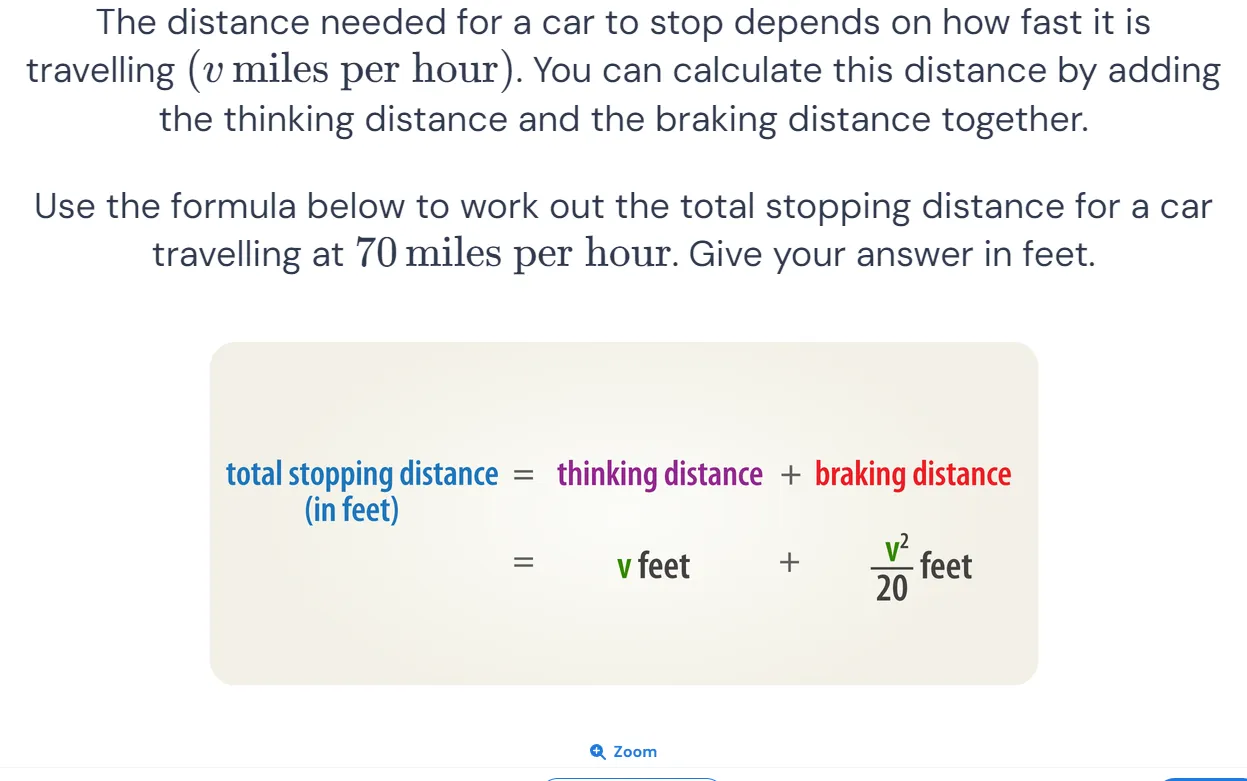 The distance needed for a car to stop depends on how fast it is
travelling (v miles per hour). You can calculate this distance by adding
the thinking distance and the braking distance together.
Use the formula below to work out the total stopping distance for a car
travelling at 70 miles per hour. Give your answer in feet.
total stopping distance = thinking distance + braking distance
(in feet)
= v feet + v²/20 feet
Zoom